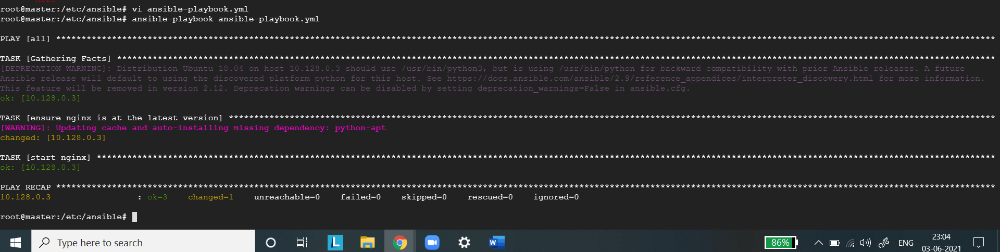 root@master:/etc/ansible# vi ansible-playbook.yml
root@master:/etc/ansible# ansible-playbook ansible-playbook.yml
PLAY [all] *****************************************************************************************************************************************************************************************
TASK [Gathering Facts] *****************************************************************************************************************************************************************************
[DEPRECATION WARNING]: Distribution Ubuntu 18.04 on host 10.128.0.3 should use /usr/bin/python3, but is using /usr/bin/python for backward compatibility with prior Ansible releases. A future
Ansible release will default to using the discovered platform python for this host. See https://docs.ansible.com/ansible/2.9/reference_appendices/interpreter_discovery.html for more information.
This feature will be removed in version 2.12. Deprecation warnings can be disabled by setting deprecation_warnings=False in ansible.cfg.
ok: [10.128.0.3]
TASK [ensure nginx is at the latest version] *******************************************************************************************************************************************************
[WARNING]: Updating cache and auto-installing missing dependency: python-apt
changed: [10.128.0.3]
TASK [start nginx] *********************************************************************************************************************************************************************************
ok: [10.128.0.3]
PLAY RECAP *****************************************************************************************************************************************************************************************
10.128.0.3                 : ok=3    changed=1    unreachable=0    failed=0    skipped=0    rescued=0    ignored=0
root@master:/etc/ansible#
Type here to search
86%
ENG
23:04
03-06-2021